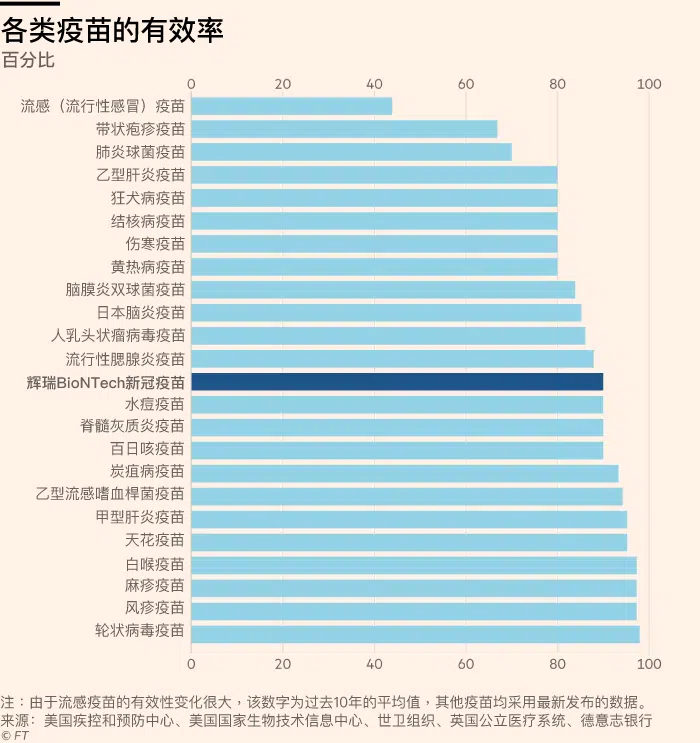 各类疫苗的有效率
百分比
0 20 40 60 80 100
流感（流行性感冒）疫苗
带状疱疹疫苗
肺炎球菌疫苗
乙型肝炎疫苗
狂犬病疫苗
结核病疫苗
伤寒疫苗
黄热病疫苗
脑膜炎双球菌疫苗
日本脑炎疫苗
人乳头状瘤病毒疫苗
流行性腮腺炎疫苗
辉瑞BioNTech新冠疫苗
水痘疫苗
脊髓灰质炎疫苗
百日咳疫苗
炭疽病疫苗
乙型流感嗜血桿菌疫苗
甲型肝炎疫苗
天花疫苗
白喉疫苗
麻疹疫苗
风疹疫苗
轮状病毒疫苗
0 20 40 60 80 100
注：由于流感疫苗的有效性变化很大，该数字为过去10年的平均值，其他疫苗均采用最新发布的数据。
来源：美国疾控和预防中心、美国国家生物技术信息中心、世卫组织、英国公立医疗系统、德意志银行
© FT